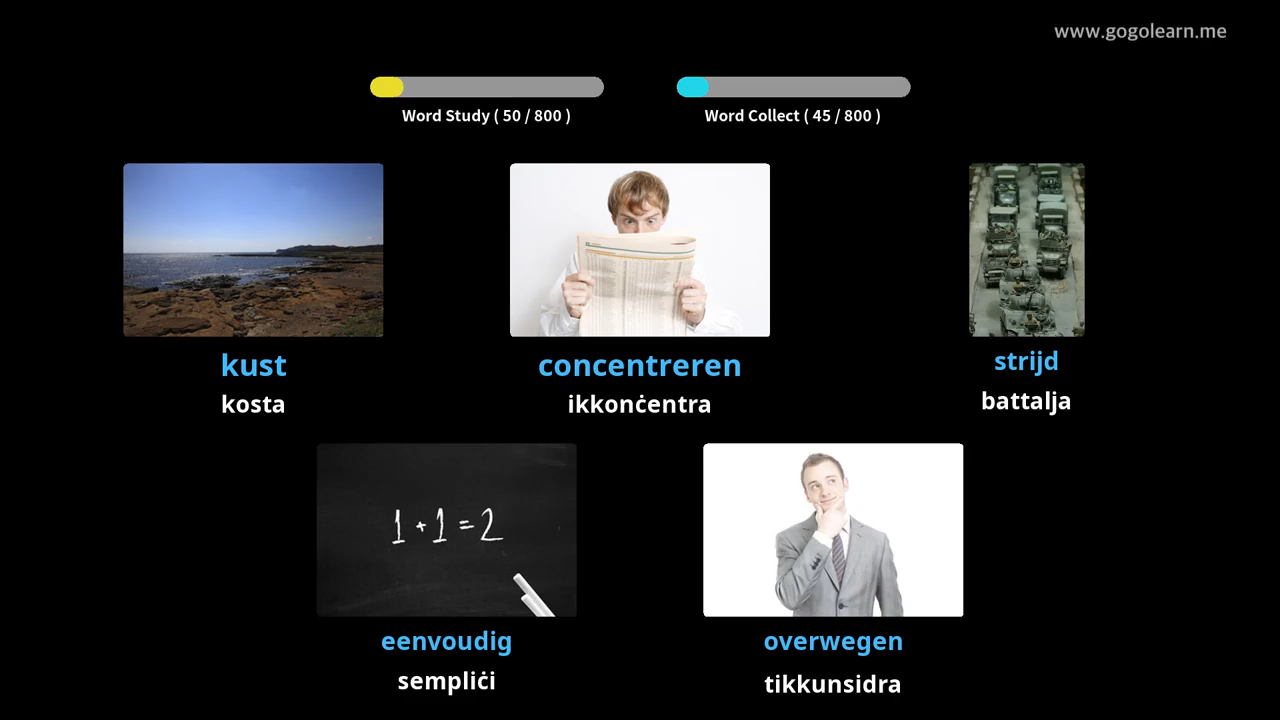 www.gogolearn.me
Word Study ( 50 / 800 )
Word Collect ( 45 / 800 )
kust
kosta
concentreren
ikkonċentra
strijd
battalja
1 + 1 = 2
eenvoudig
sempliċi
overwegen
tikkunsidra